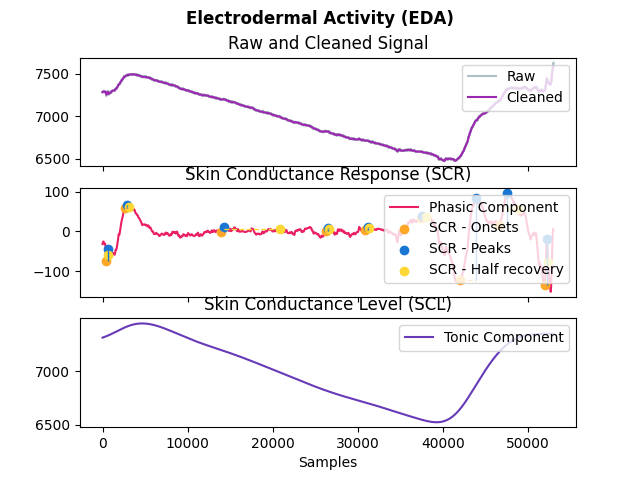 Electrodermal Activity (EDA)
Raw and Cleaned Signal
7500
7000
6500
Raw
Cleaned
Skin Conductance Response (SCR)
100
0
−100
Phasic Component
SCR - Onsets
SCR - Peaks
SCR - Half recovery
Skin Conductance Level (SCL)
7000
6500
Tonic Component
0 10000 20000 30000 40000 50000
Samples